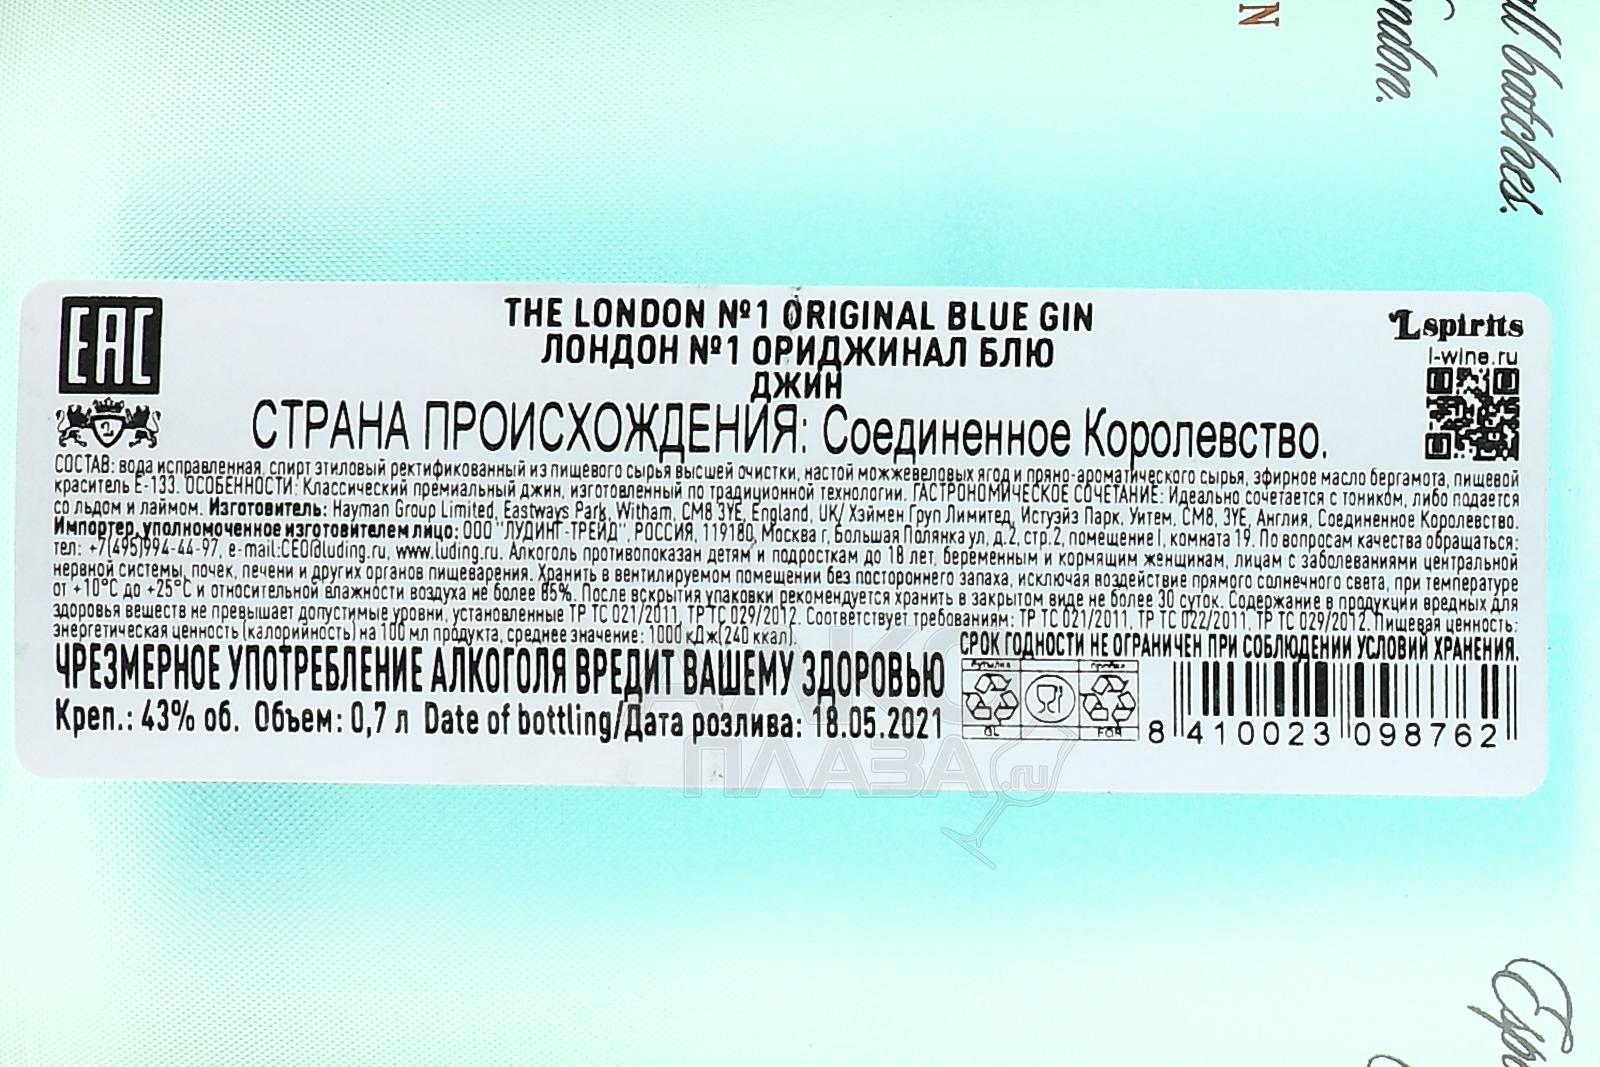 all batches.
ndon.
N
EAC
THE LONDON №1 ORIGINAL BLUE GIN
ЛОНДОН №1 ОРИДЖИНАЛ БЛЮ
ДЖИН
Lspirits
l-wine.ru
СТРАНА ПРОИСХОЖДЕНИЯ: Соединенное Королевство.
СОСТАВ: вода исправленная, спирт этиловый ректификованный из пищевого сырья высшей очистки, настой можжевеловых ягод и пряно-ароматического сырья, эфирное масло бергамота, пищевой
краситель Е-133. ОСОБЕННОСТИ: Классический премиальный джин, изготовленный по традиционной технологии. ГАСТРОНОМИЧЕСКОЕ СОЧЕТАНИЕ: Идеально сочетается с тоником, либо подается
со льдом и лаймом. Изготовитель: Hayman Group Limited, Eastways Park, Witham, CM8 3YE, England, UK/ Хэймен Груп Лимитед, Истуэйз Парк, Уитем, CM8, 3YE, Англия, Соединенное Королевство.
Импортер, уполномоченное изготовителем лицо: ООО "ЛУДИНГ-ТРЕЙД", РОССИЯ, 119180, Москва г, Большая Полянка ул, д.2, стр.2, помещение I, комната 19. По вопросам качества обращаться:
тел: +7(495)994-44-97, e-mail:CEO@luding.ru, www.luding.ru. Алкоголь противопоказан детям и подросткам до 18 лет, беременным и кормящим женщинам, лицам с заболеваниями центральной
нервной системы, почек, печени и других органов пищеварения. Хранить в вентилируемом помещении без постороннего запаха, исключая воздействие прямого солнечного света, при температуре
от +10°С до +25°С и относительной влажности воздуха не более 85%. После вскрытия упаковки рекомендуется хранить в закрытом виде не более 30 суток. Содержание в продукции вредных для
здоровья веществ не превышает допустимые уровни, установленные ТР ТС 021/2011, ТР ТС 029/2012. Соответствует требованиям: ТР ТС 021/2011, ТР ТС 022/2011, ТР ТС 029/2012. Пищевая ценность:
энергетическая ценность (калорийность) на 100 мл продукта, среднее значение: 1000 кДж(240 ккал).
СРОК ГОДНОСТИ НЕ ОГРАНИЧЕН ПРИ СОБЛЮДЕНИИ УСЛОВИЙ ХРАНЕНИЯ.
ЧРЕЗМЕРНОЕ УПОТРЕБЛЕНИЕ АЛКОГОЛЯ ВРЕДИТ ВАШЕМУ ЗДОРОВЬЮ
Креп.: 43% об. Объем: 0,7 л Date of bottling/Дата розлива: 18.05.2021
бутылка пробка
GL FOR
8 410023 098762
АЛКО
ПЛАЗА.ru